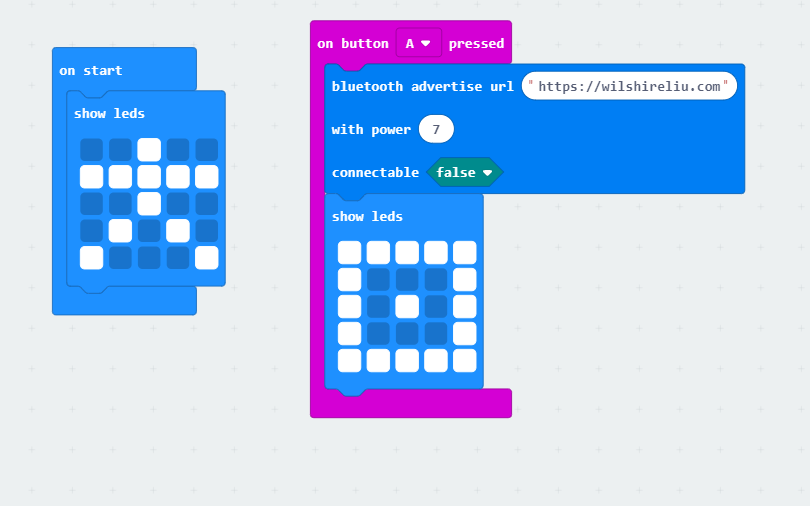 on start
show leds
on button A pressed
bluetooth advertise url "https://wilshireliu.com"
with power 7
connectable false
show leds